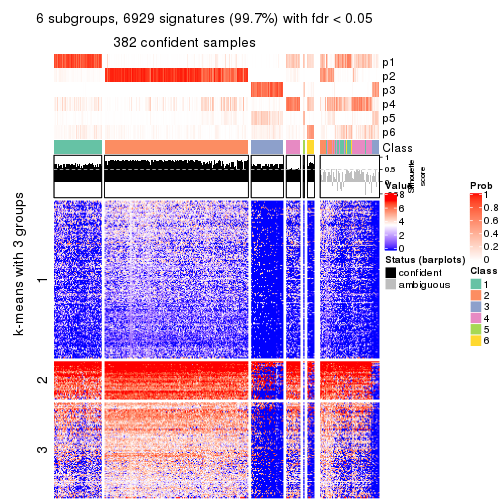 6 subgroups, 6929 signatures (99.7%) with fdr < 0.05
382 confident samples
p1
p2
p3
p4
p5
p6
Class
1
0.5
0
Silhouette
score
k-means with 3 groups
1
2
3
Value
8
6
4
2
0
Status (barplots)
confident
ambiguous
Prob
1
0.8
0.6
0.4
0.2
0
Class
1
2
3
4
5
6